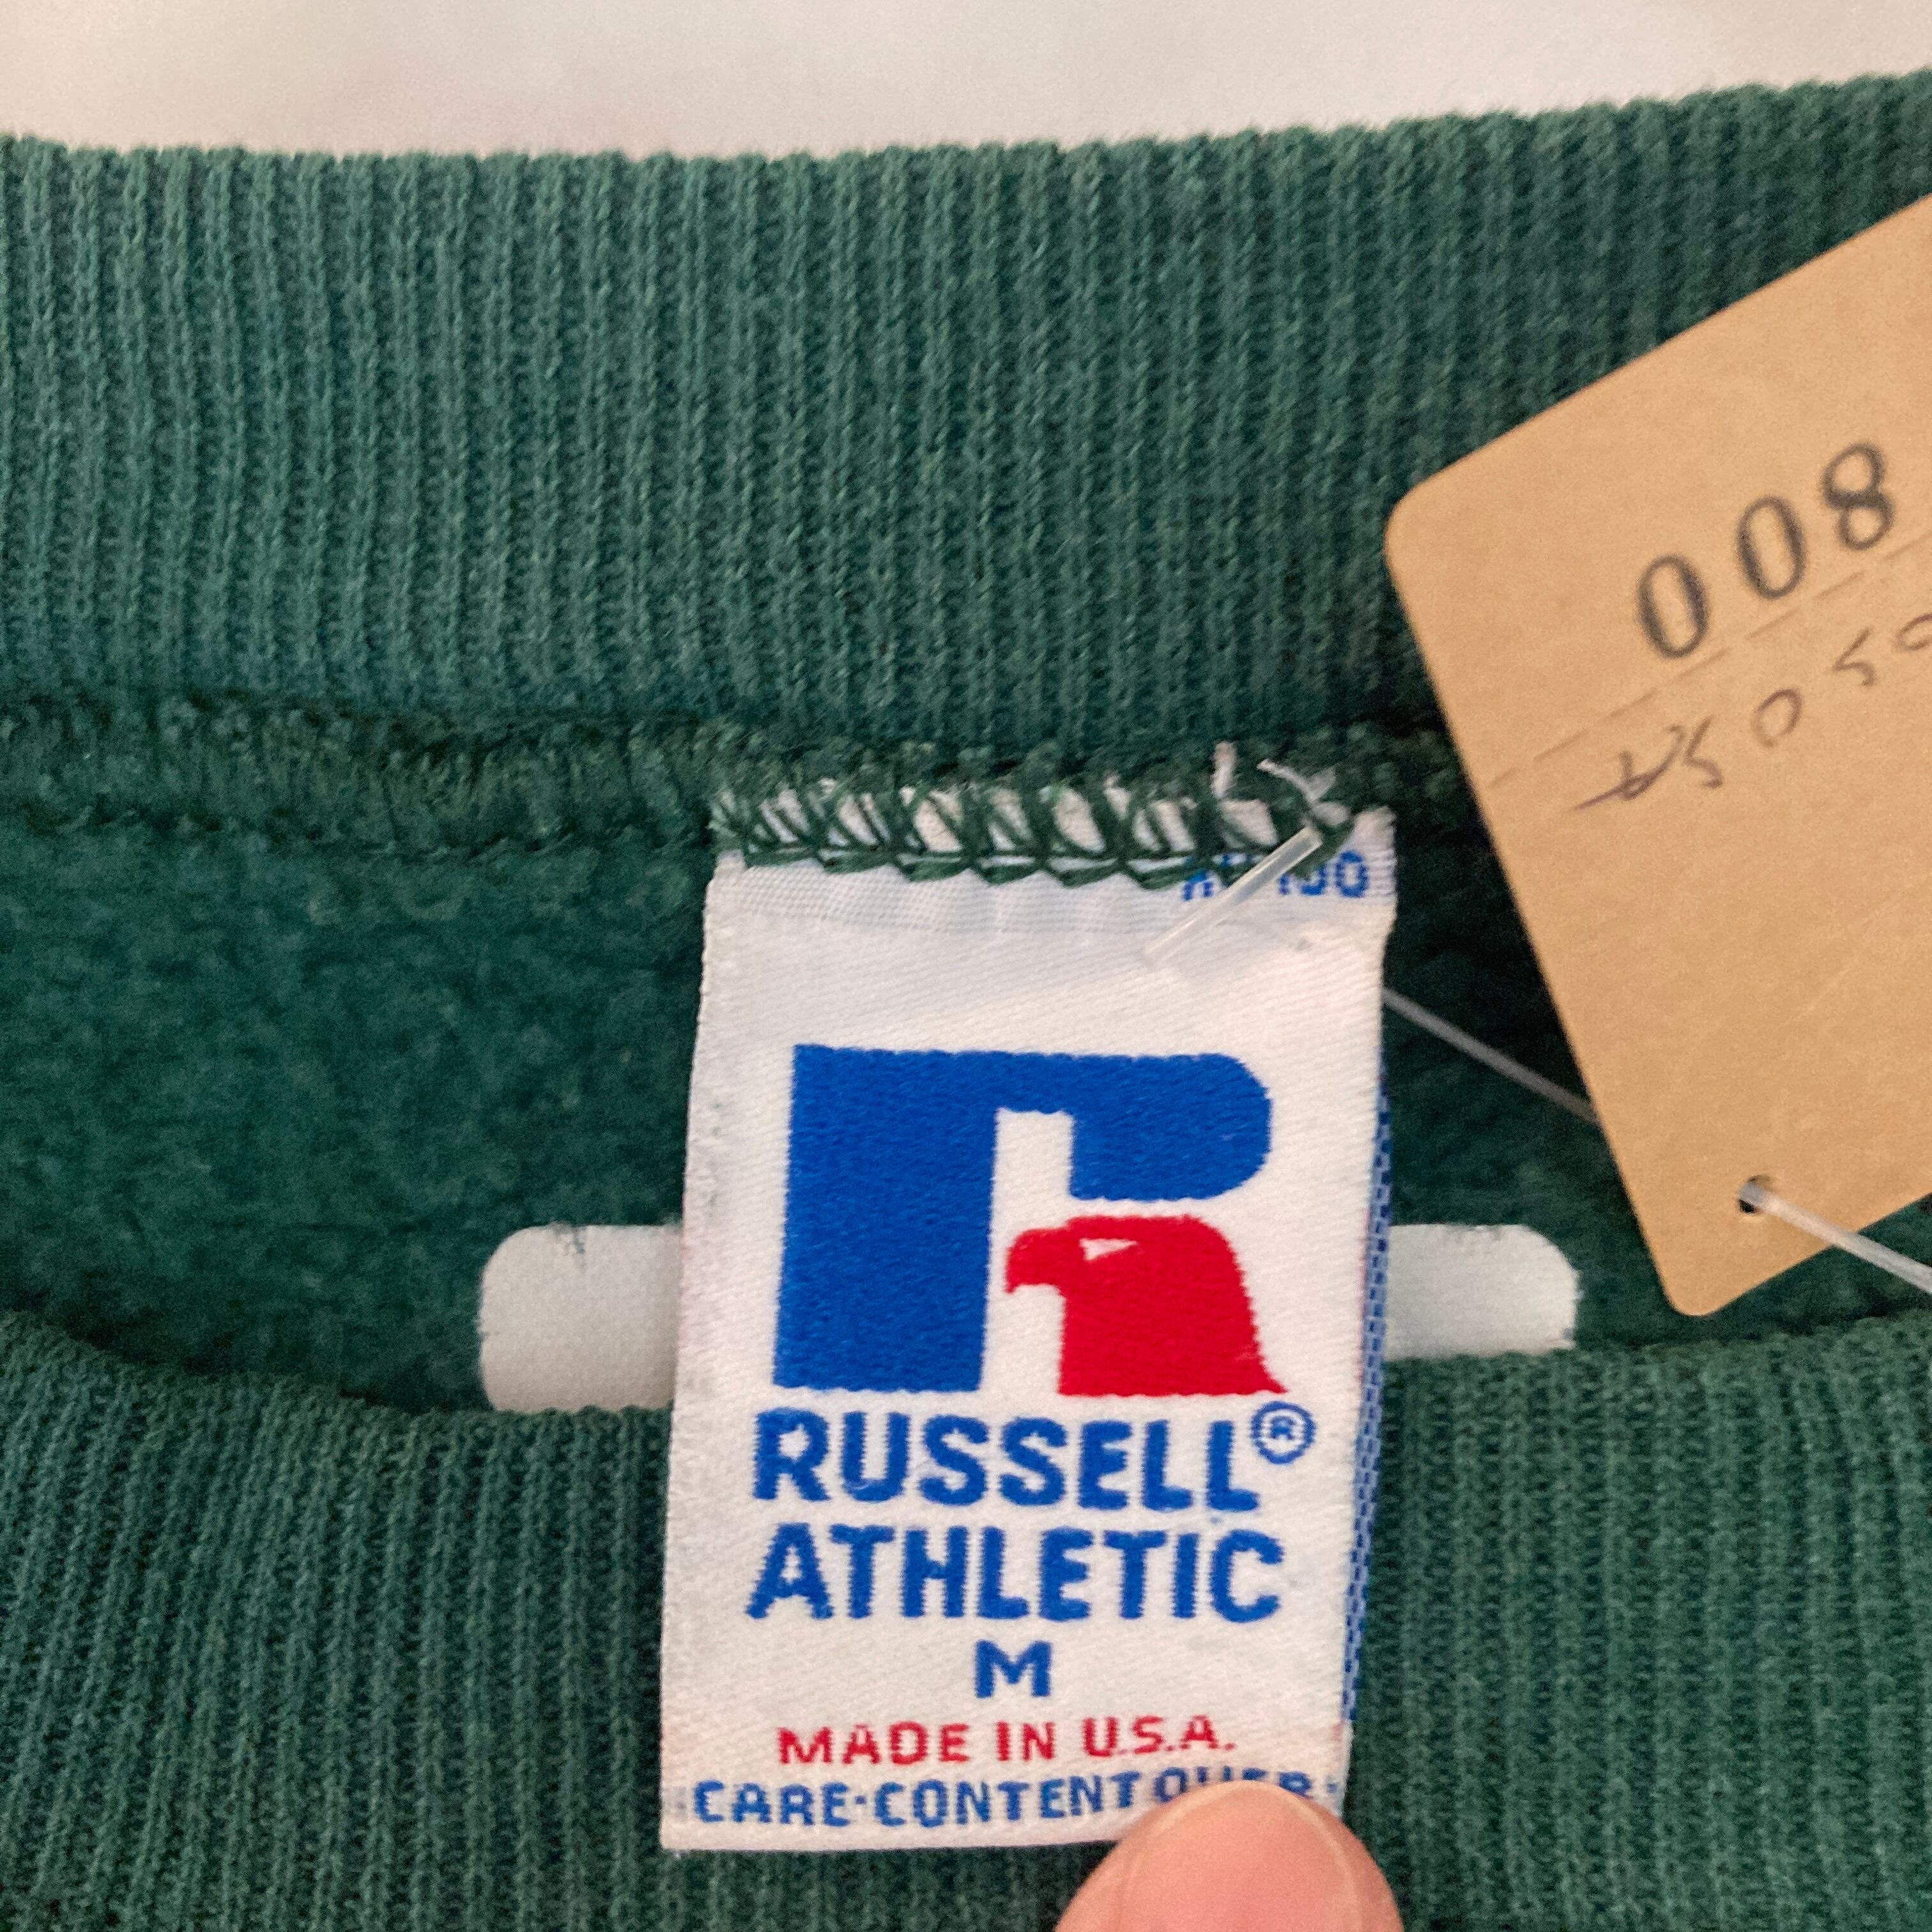 008
RUSSELL®
ATHLETIC
M
MADE IN U.S.A.
CARE·CONTENT OVER